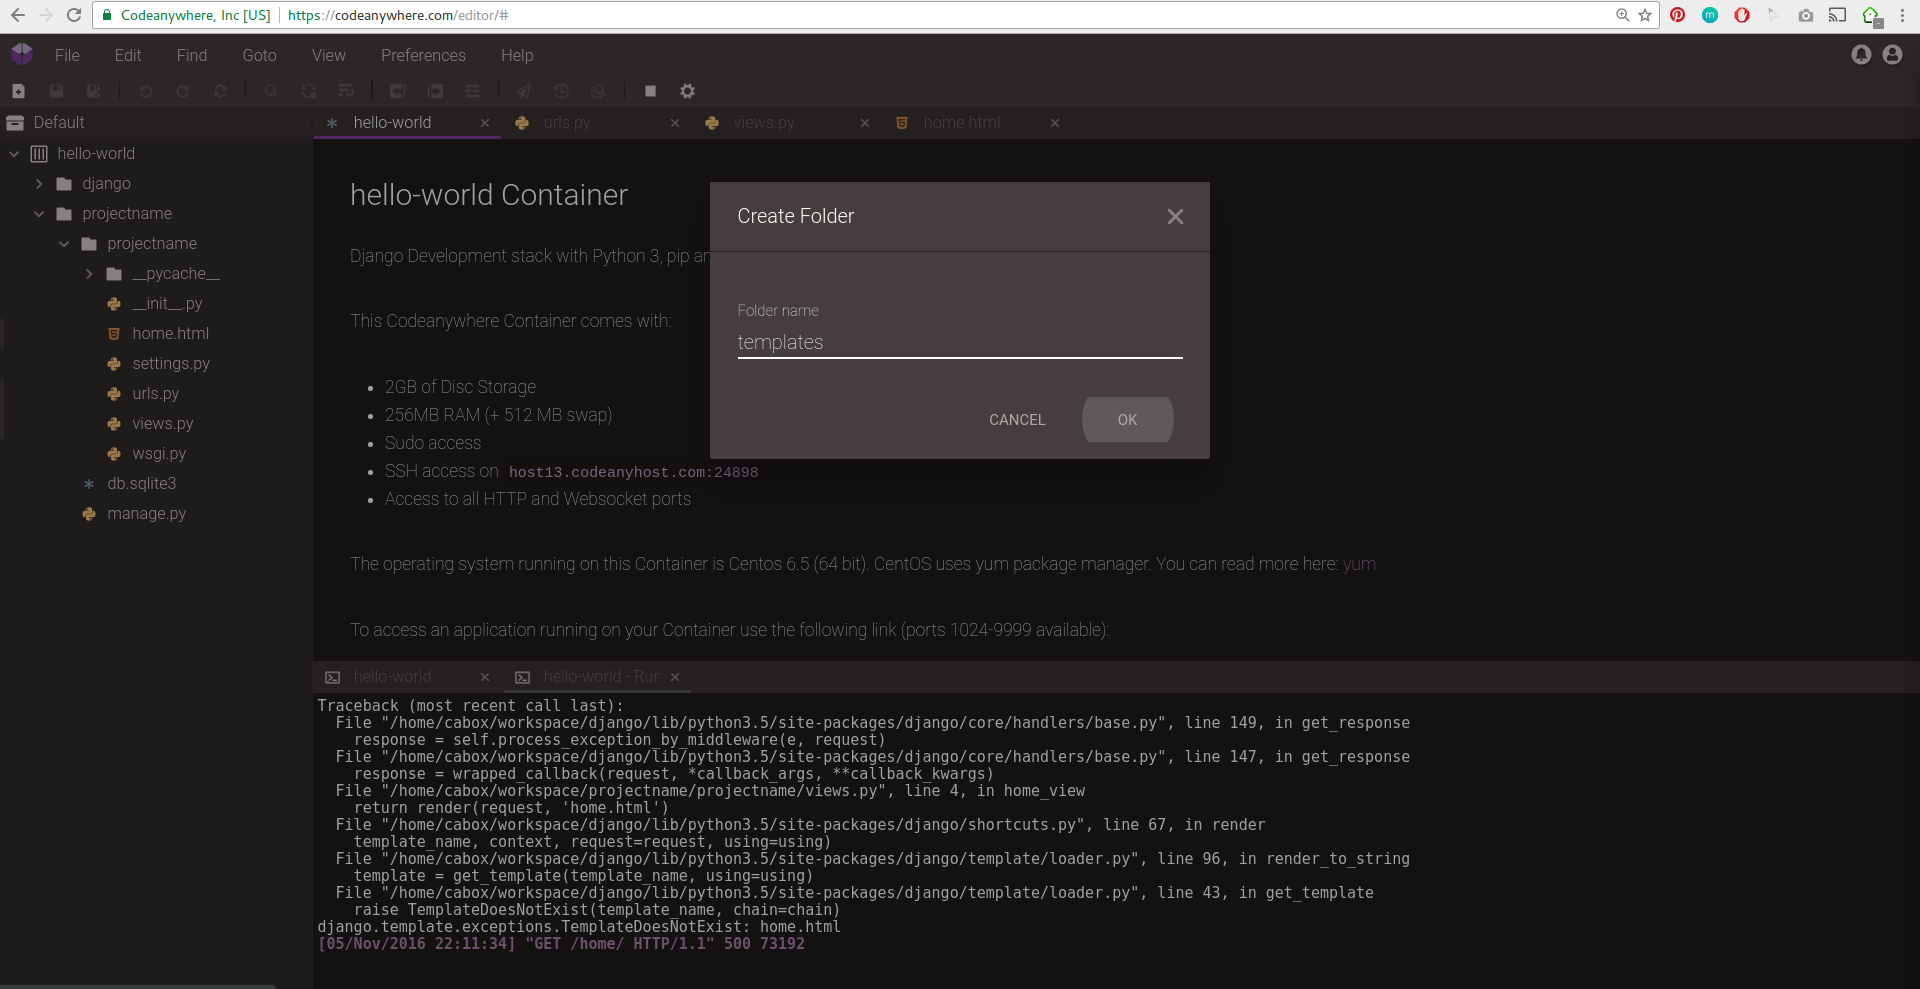 Codeanywhere, Inc [US] https://codeanywhere.com/editor/#
File Edit Find Goto View Preferences Help
Default
hello-world
django
projectname
projectname
__pycache__
__init__.py
home.html
settings.py
urls.py
views.py
wsgi.py
db.sqlite3
manage.py
hello-world urls.py views.py home.html
hello-world Container
Django Development stack with Python 3, pip an
This Codeanywhere Container comes with:
2GB of Disc Storage
256MB RAM (+ 512 MB swap)
Sudo access
SSH access on host13.codeanyhost.com:24898
Access to all HTTP and Websocket ports
The operating system running on this Container is Centos 6.5 (64 bit). CentOS uses yum package manager. You can read more here: yum
To access an application running on your Container use the following link (ports 1024-9999 available):
Create Folder
Folder name
templates
CANCEL OK
hello-world hello-world - Run
Traceback (most recent call last):
File "/home/cabox/workspace/django/lib/python3.5/site-packages/django/core/handlers/base.py", line 149, in get_response
response = self.process_exception_by_middleware(e, request)
File "/home/cabox/workspace/django/lib/python3.5/site-packages/django/core/handlers/base.py", line 147, in get_response
response = wrapped_callback(request, *callback_args, **callback_kwargs)
File "/home/cabox/workspace/projectname/projectname/views.py", line 4, in home_view
return render(request, 'home.html')
File "/home/cabox/workspace/django/lib/python3.5/site-packages/django/shortcuts.py", line 67, in render
template_name, context, request=request, using=using)
File "/home/cabox/workspace/django/lib/python3.5/site-packages/django/template/loader.py", line 96, in render_to_string
template = get_template(template_name, using=using)
File "/home/cabox/workspace/django/lib/python3.5/site-packages/django/template/loader.py", line 43, in get_template
raise TemplateDoesNotExist(template_name, chain=chain)
django.template.exceptions.TemplateDoesNotExist: home.html
[05/Nov/2016 22:11:34] "GET /home/ HTTP/1.1" 500 73192